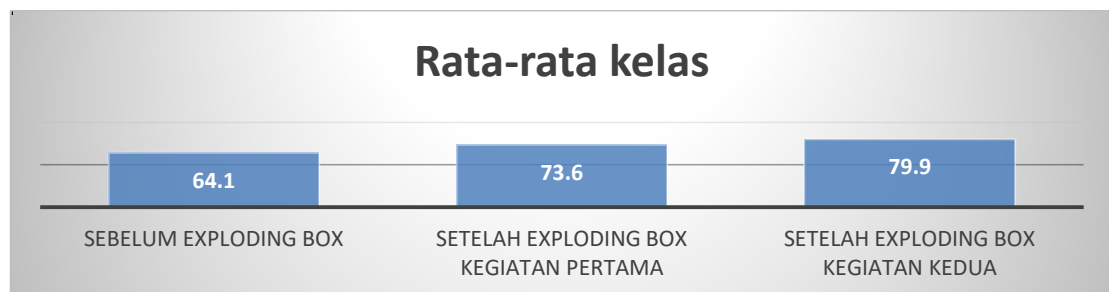 Rata-rata kelas
64.1
73.6
79.9
SEBELUM EXPLODING BOX
SETELAH EXPLODING BOX
KEGIATAN PERTAMA
SETELAH EXPLODING BOX
KEGIATAN KEDUA